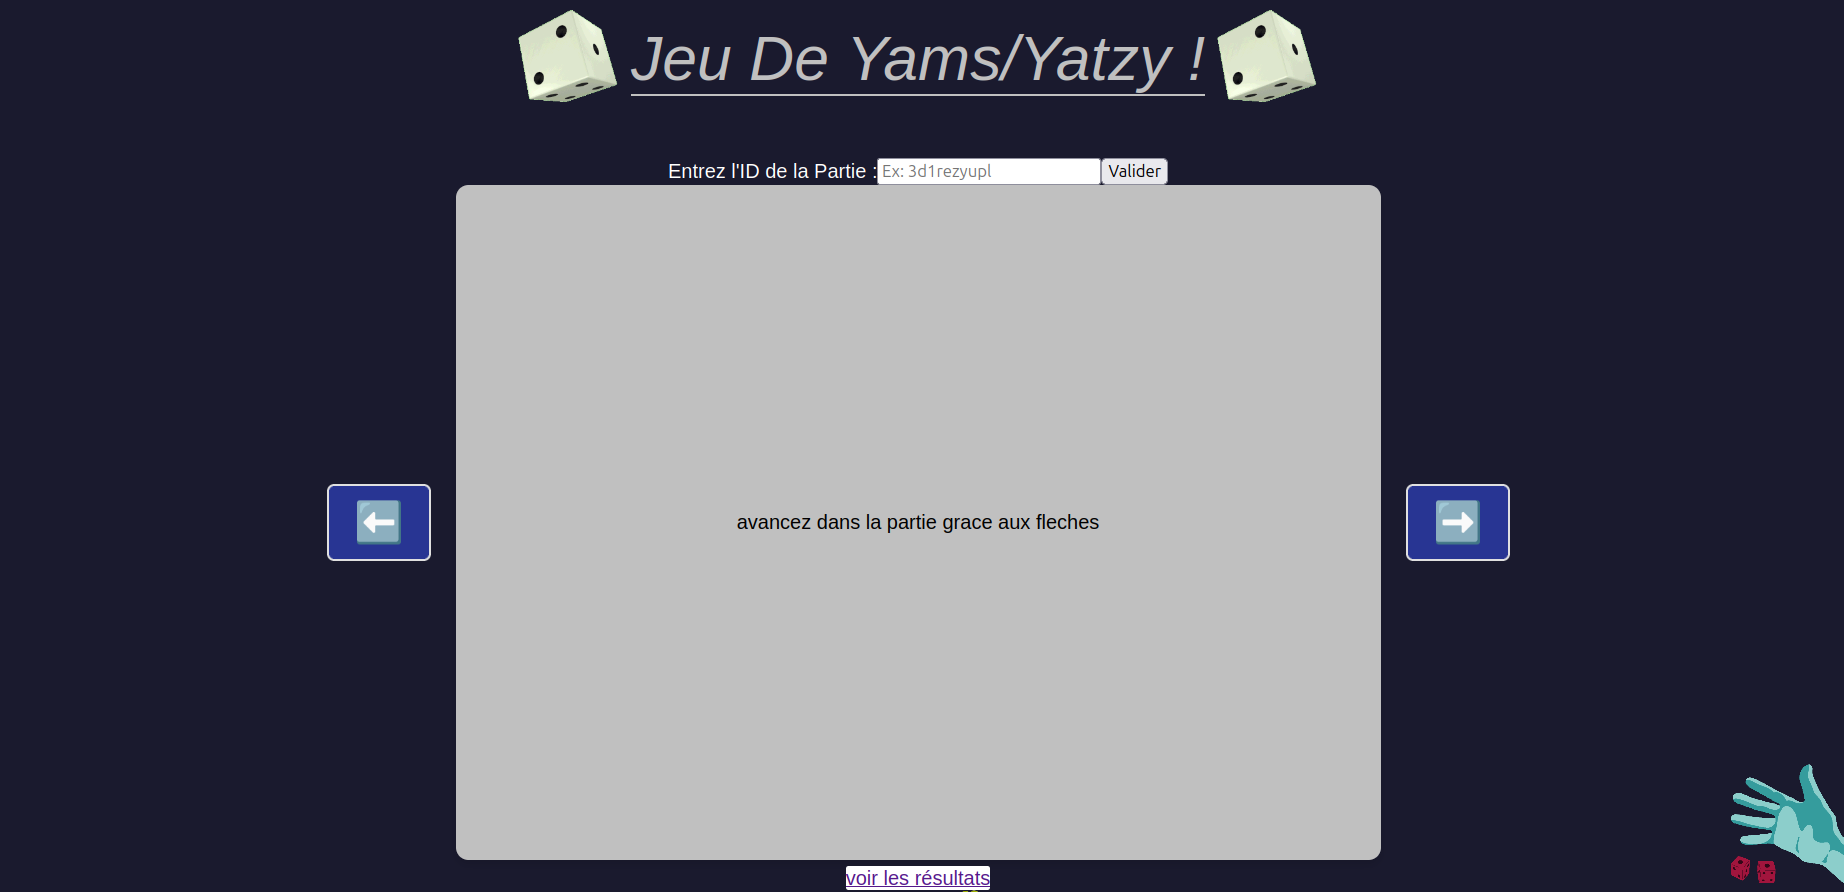 Jeu De Yams/Yatzy !
Entrez l'ID de la Partie : Ex: 3d1rezyupl Valider
avancez dans la partie grace aux fleches
voir les résultats